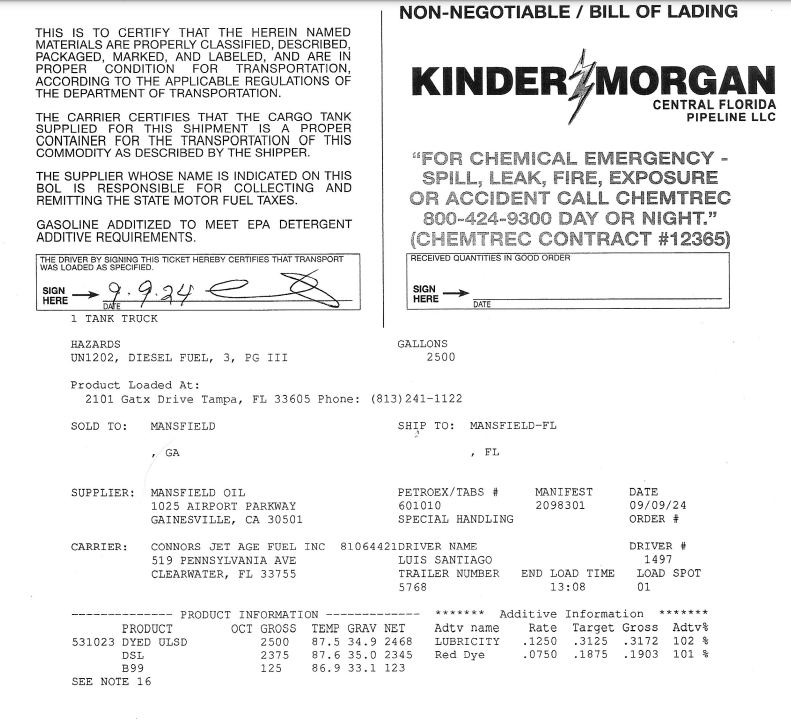 THIS IS TO CERTIFY THAT THE HEREIN NAMED
MATERIALS ARE PROPERLY CLASSIFIED, DESCRIBED,
PACKAGED, MARKED, AND LABELED, AND ARE IN
PROPER CONDITION FOR TRANSPORTATION,
ACCORDING TO THE APPLICABLE REGULATIONS OF
THE DEPARTMENT OF TRANSPORTATION.
THE CARRIER CERTIFIES THAT THE CARGO TANK
SUPPLIED FOR THIS SHIPMENT IS A PROPER
CONTAINER FOR THE TRANSPORTATION OF THIS
COMMODITY AS DESCRIBED BY THE SHIPPER.
THE SUPPLIER WHOSE NAME IS INDICATED ON THIS
BOL IS RESPONSIBLE FOR COLLECTING AND
REMITTING THE STATE MOTOR FUEL TAXES.
GASOLINE ADDITIZED TO MEET EPA DETERGENT
ADDITIVE REQUIREMENTS.
THE DRIVER BY SIGNING THIS TICKET HEREBY CERTIFIES THAT TRANSPORT
WAS LOADED AS SPECIFIED.
SIGN
HERE
9.9.24
DATE
NON-NEGOTIABLE / BILL OF LADING
KINDER MORGAN
CENTRAL FLORIDA
PIPELINE LLC
"FOR CHEMICAL EMERGENCY -
SPILL, LEAK, FIRE, EXPOSURE
OR ACCIDENT CALL CHEMTREC
800-424-9300 DAY OR NIGHT."
(CHEMTREC CONTRACT #12365)
RECEIVED QUANTITIES IN GOOD ORDER
SIGN
HERE
DATE
1 TANK TRUCK
HAZARDS GALLONS
UN1202, DIESEL FUEL, 3, PG III 2500
Product Loaded At:
2101 Gatx Drive Tampa, FL 33605 Phone: (813)241-1122
SOLD TO: MANSFIELD SHIP TO: MANSFIELD-FL
, GA , FL
SUPPLIER: MANSFIELD OIL PETROEX/TABS # MANIFEST DATE
1025 AIRPORT PARKWAY 601010 2098301 09/09/24
GAINESVILLE, CA 30501 SPECIAL HANDLING ORDER #
CARRIER: CONNORS JET AGE FUEL INC 81064421DRIVER NAME DRIVER #
519 PENNSYLVANIA AVE LUIS SANTIAGO 1497
CLEARWATER, FL 33755 TRAILER NUMBER END LOAD TIME LOAD SPOT
5768 13:08 01
-------------- PRODUCT INFORMATION ------------- ******* Additive Information *******
PRODUCT OCT GROSS TEMP GRAV NET Adtv name Rate Target Gross Adtv%
531023 DYED ULSD 2500 87.5 34.9 2468 LUBRICITY .1250 .3125 .3172 102 %
DSL 2375 87.6 35.0 2345 Red Dye .0750 .1875 .1903 101 %
B99 125 86.9 33.1 123
SEE NOTE 16